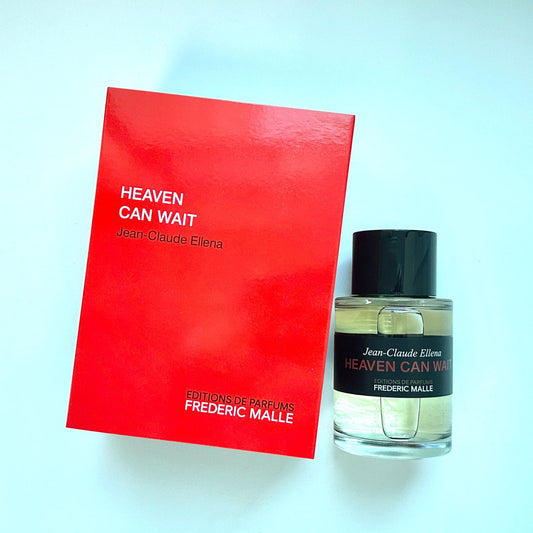 HEAVEN
CAN WAIT
Jean-Claude Ellena
EDITIONS DE PARFUMS
FREDERIC MALLE
Jean-Claude Ellena
HEAVEN CAN WAIT
EDITIONS DE PARFUMS
FREDERIC MALLE